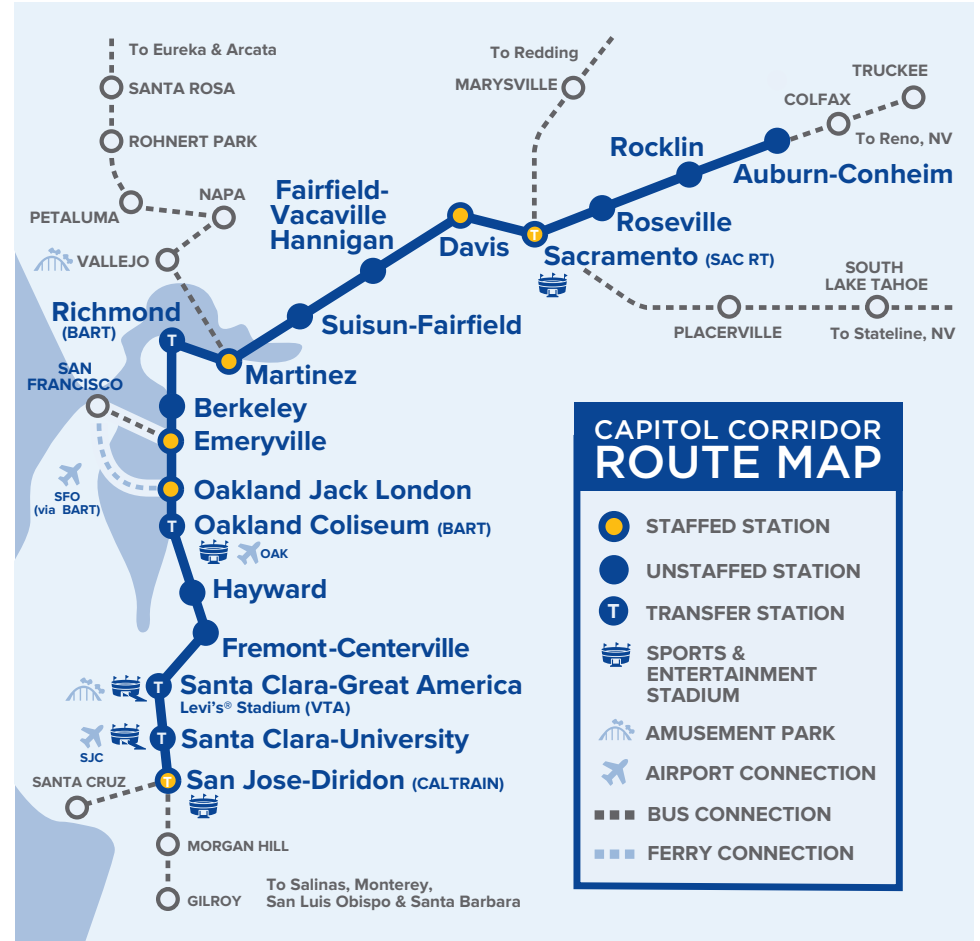 To Eureka & Arcata
SANTA ROSA
ROHNERT PARK
PETALUMA
NAPA
VALLEJO
To Redding
MARYSVILLE
TRUCKEE
COLFAX
To Reno, NV
Rocklin
Auburn-Conheim
Roseville
Fairfield-
Vacaville
Hannigan
Davis
T
Sacramento (SAC RT)
SOUTH
LAKE TAHOE
PLACERVILLE
To Stateline, NV
Suisun-Fairfield
Richmond
(BART)
T
Martinez
SAN
FRANCISCO
Berkeley
Emeryville
SFO
(via BART)
Oakland Jack London
T
Oakland Coliseum (BART)
OAK
Hayward
Fremont-Centerville
T
Santa Clara-Great America
Levi's® Stadium (VTA)
T
Santa Clara-University
SJC
SANTA CRUZ
T
San Jose-Diridon (CALTRAIN)
MORGAN HILL
GILROY
To Salinas, Monterey,
San Luis Obispo & Santa Barbara
CAPITOL CORRIDOR
ROUTE MAP
STAFFED STATION
UNSTAFFED STATION
T
TRANSFER STATION
SPORTS &
ENTERTAINMENT
STADIUM
AMUSEMENT PARK
AIRPORT CONNECTION
BUS CONNECTION
FERRY CONNECTION